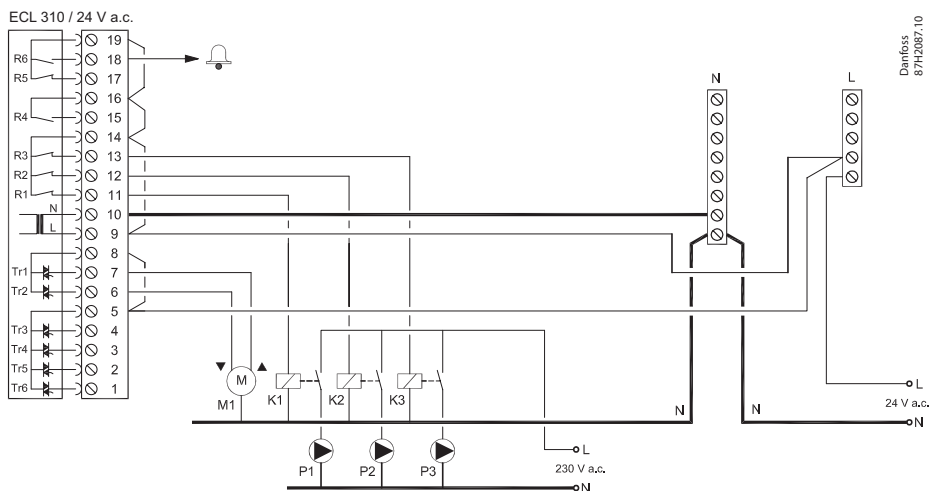 ECL 310 / 24 V a.c.
Danfoss
87H2087.10
19
R6 18
R5 17
16
R4 15
14
R3 13
R2 12
R1 11
N 10
L 9
8
Tr1 7
Tr2 6
5
Tr3 4
Tr4 3
Tr5 2
Tr6 1
N
L
M
M1
K1
K2
K3
P1
P2
P3
N
N
L
24 V a.c.
N
L
230 V a.c.
N